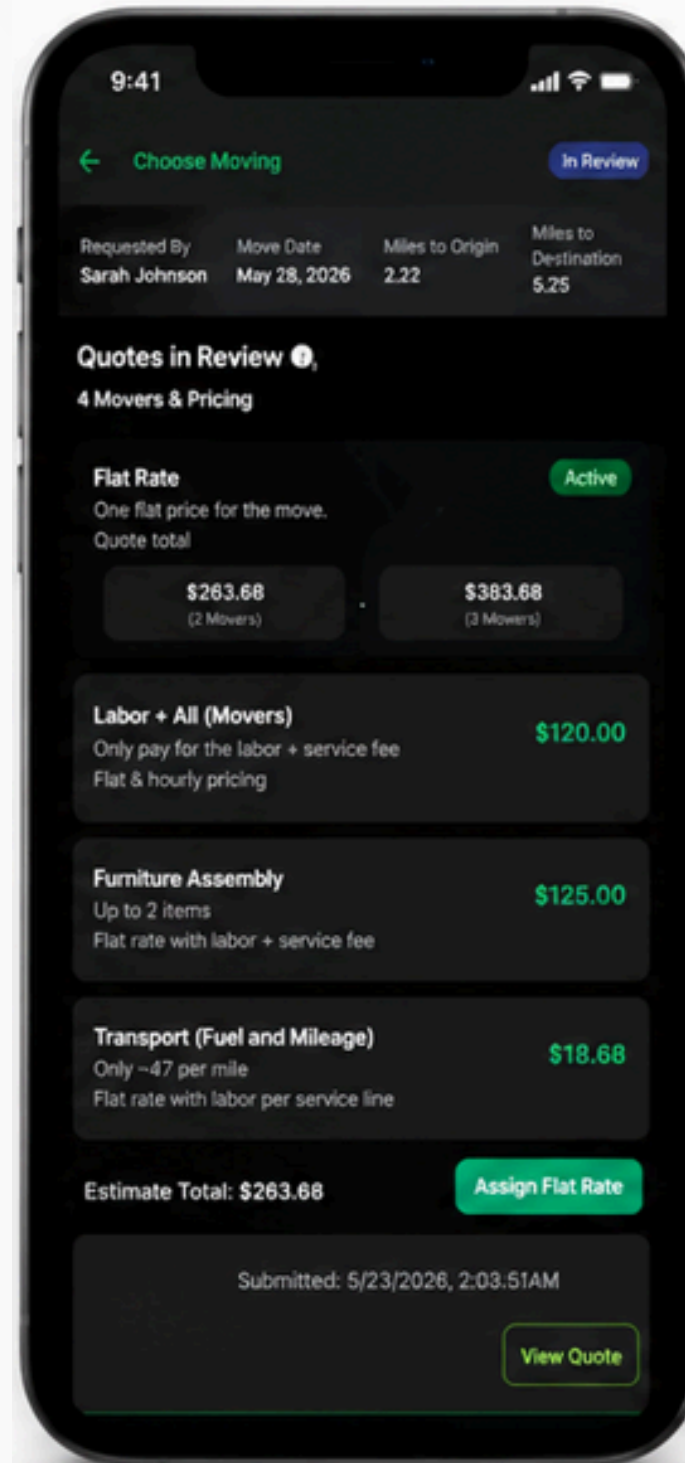 9:41
Choose Moving
In Review
Requested By
Sarah Johnson
Move Date
May 28, 2026
Miles to Origin
2.22
Miles to
Destination
5.25
Quotes in Review
4 Movers & Pricing
Flat Rate
Active
One flat price for the move.
Quote total
$263.68
(2 Movers)
$383.68
(3 Movers)
Labor + All (Movers)
$120.00
Only pay for the labor + service fee
Flat & hourly pricing
Furniture Assembly
$125.00
Up to 2 items
Flat rate with labor + service fee
Transport (Fuel and Mileage)
$18.68
Only ~47 per mile
Flat rate with labor per service line
Estimate Total: $263.68
Assign Flat Rate
Submitted: 5/23/2026, 2:03.51AM
View Quote